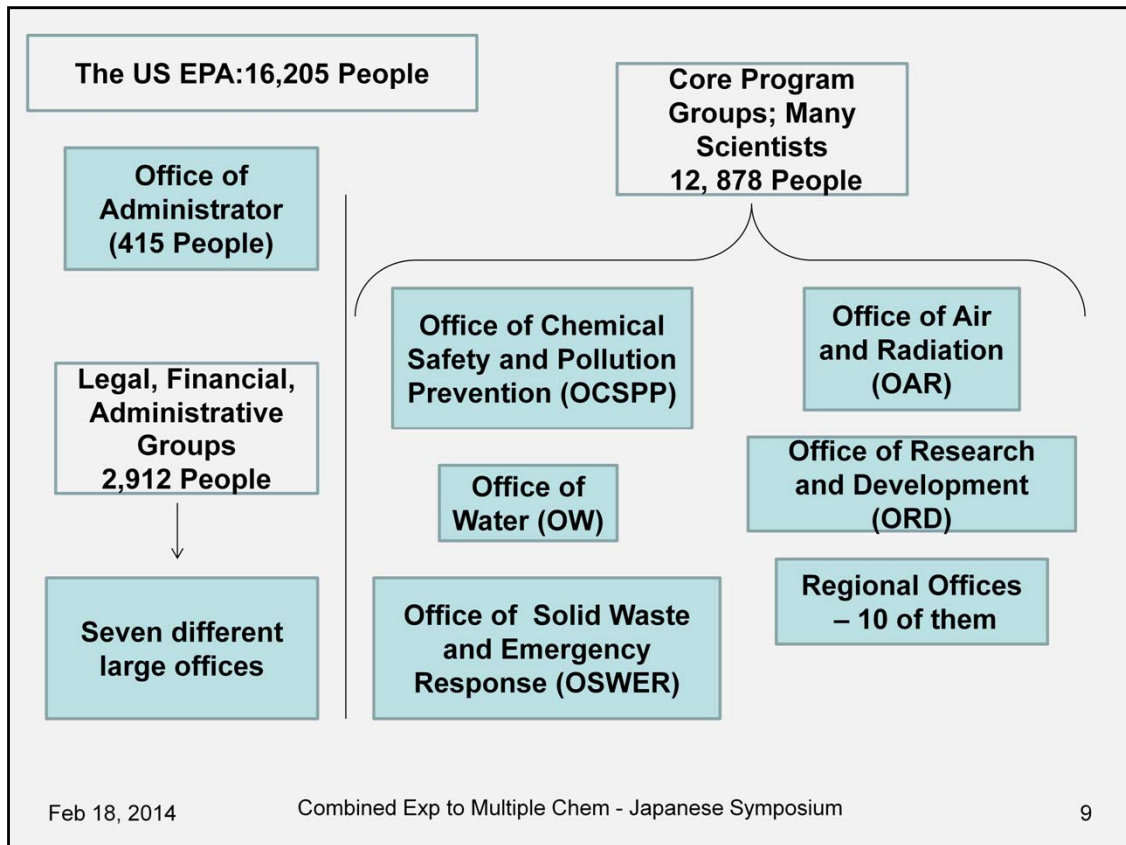 The US EPA:16,205 People
Office of
Administrator
(415 People)
Legal, Financial,
Administrative
Groups
2,912 People
Seven different
large offices
Core Program
Groups; Many
Scientists
12, 878 People
Office of Chemical
Safety and Pollution
Prevention (OCSPP)
Office of Air
and Radiation
(OAR)
Office of
Water (OW)
Office of Research
and Development
(ORD)
Office of  Solid Waste
and Emergency
Response (OSWER)
Regional Offices
– 10 of them
Feb 18, 2014
Combined Exp to Multiple Chem - Japanese Symposium
9